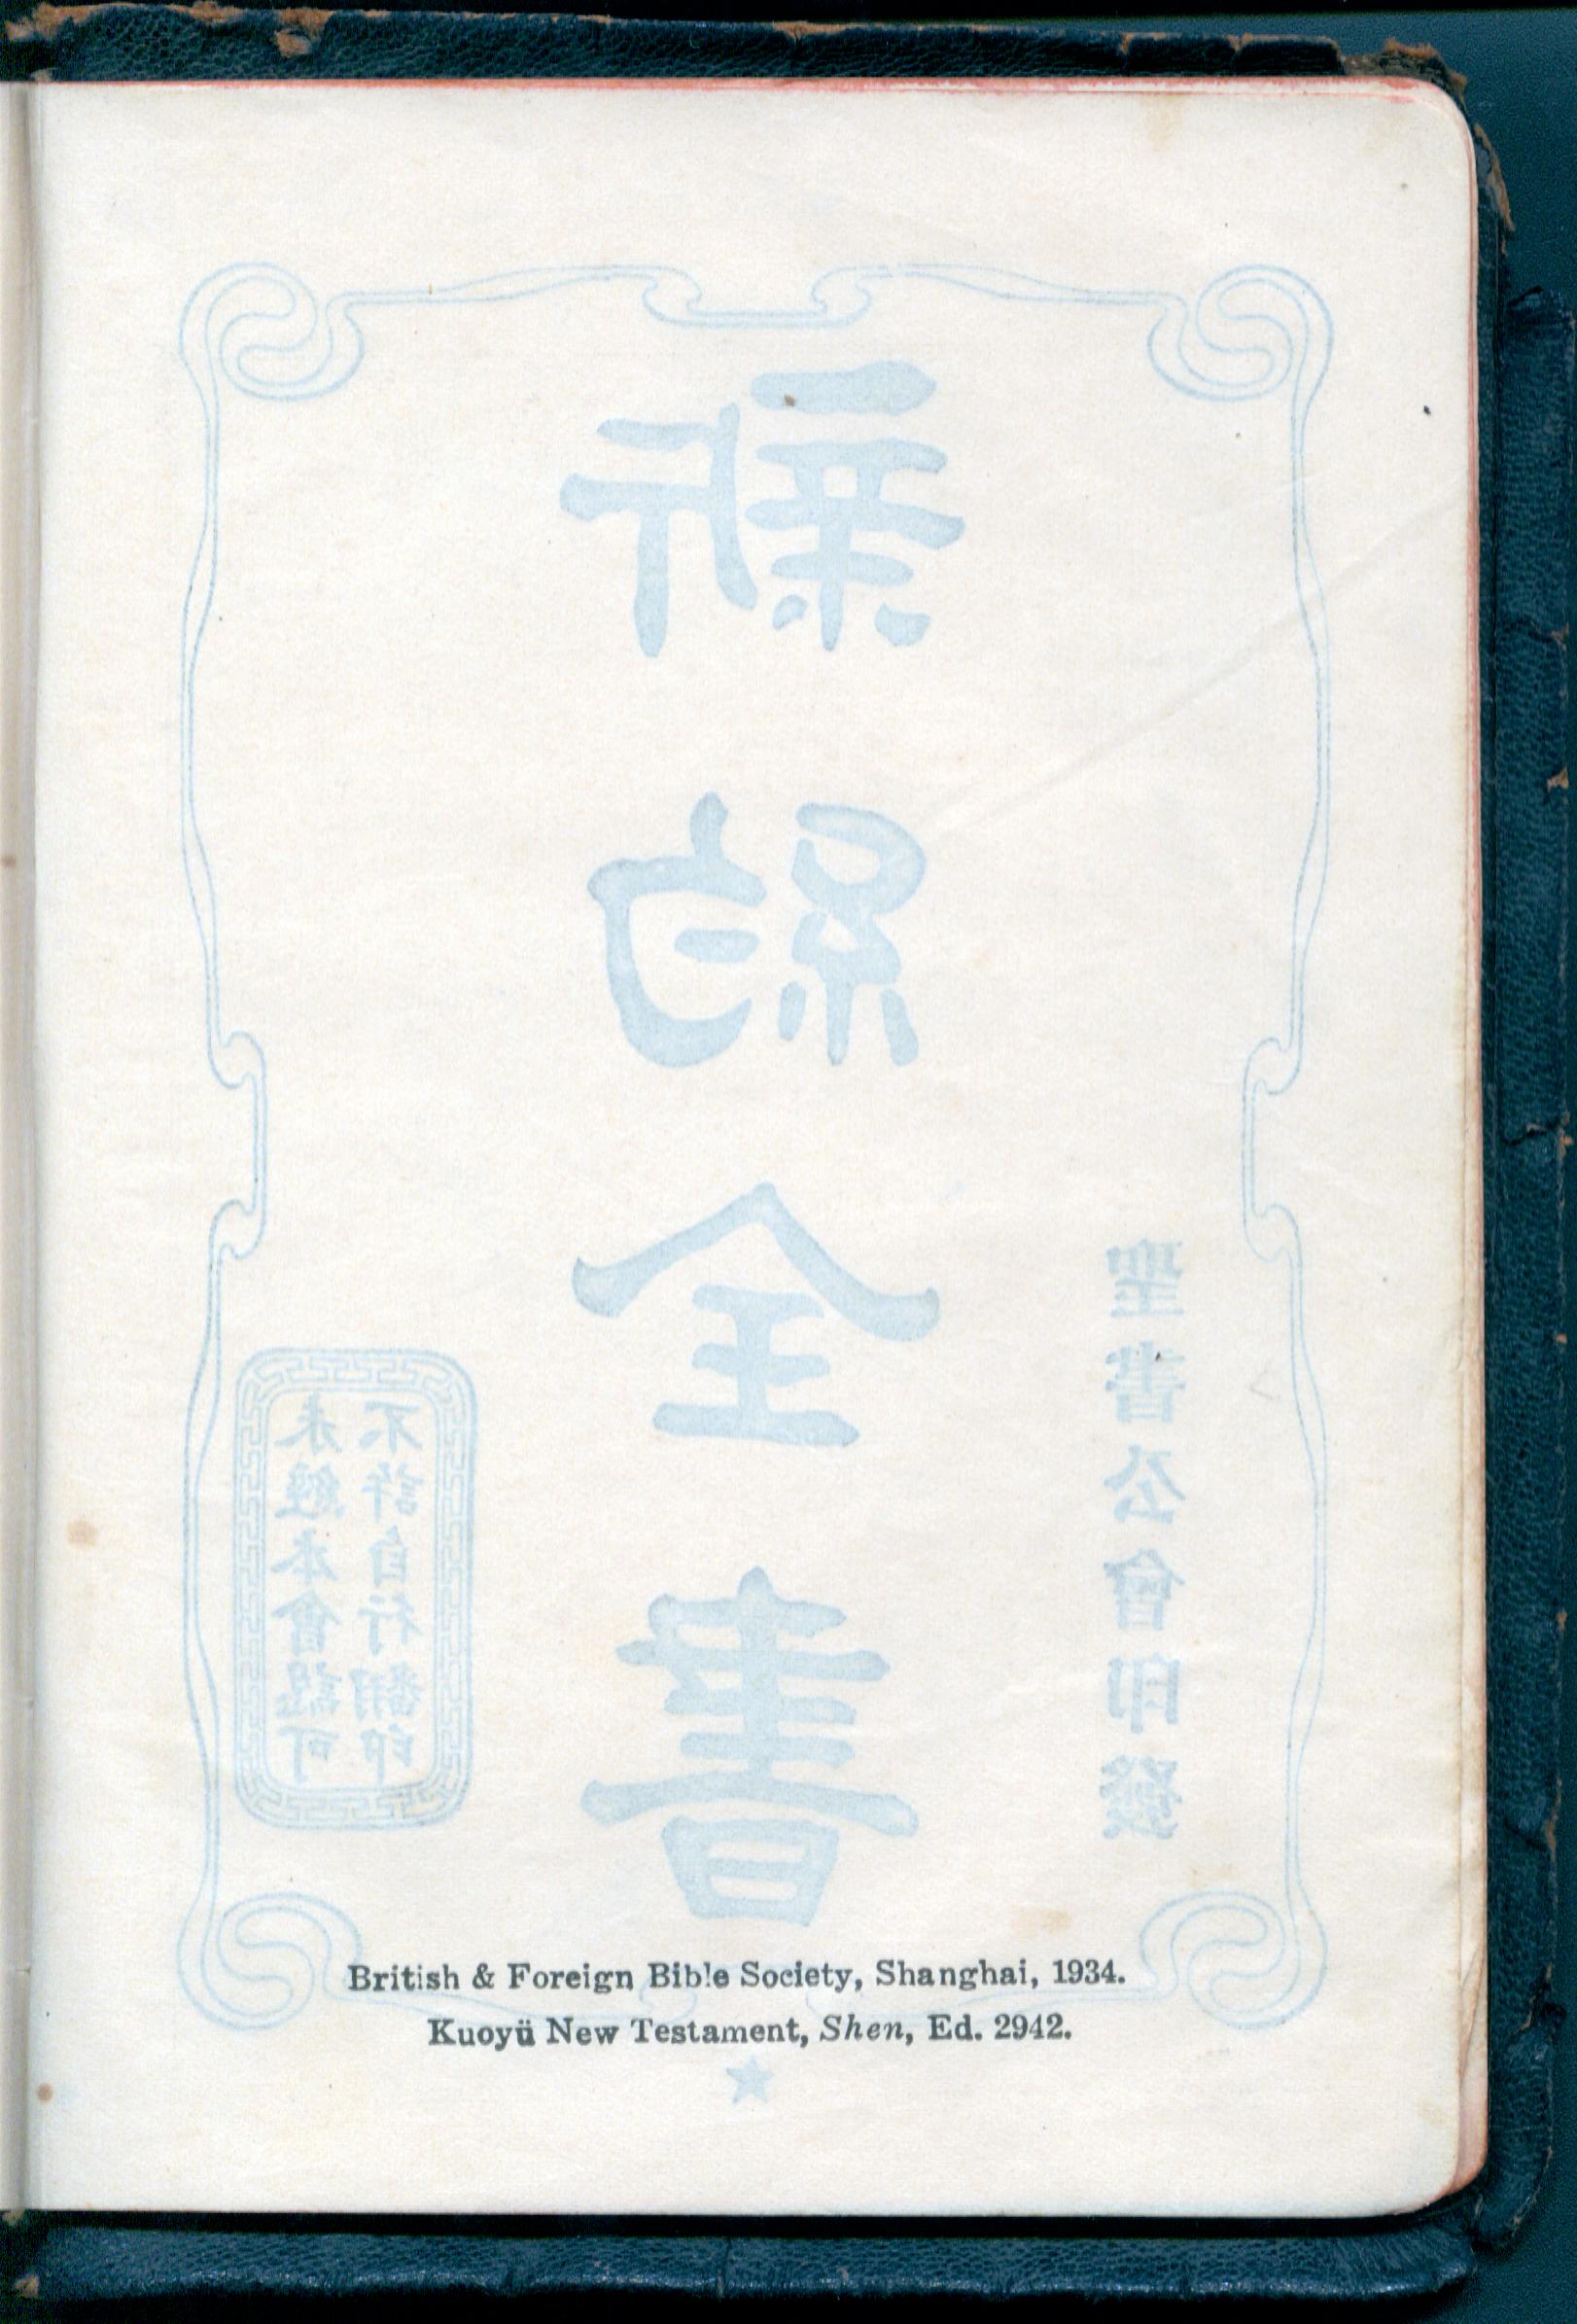 新約全書
聖書公會印發
未經本會認可
不許自行翻印
British & Foreign Bible Society, Shanghai, 1934.
Kuoyü New Testament, Shen, Ed. 2942.